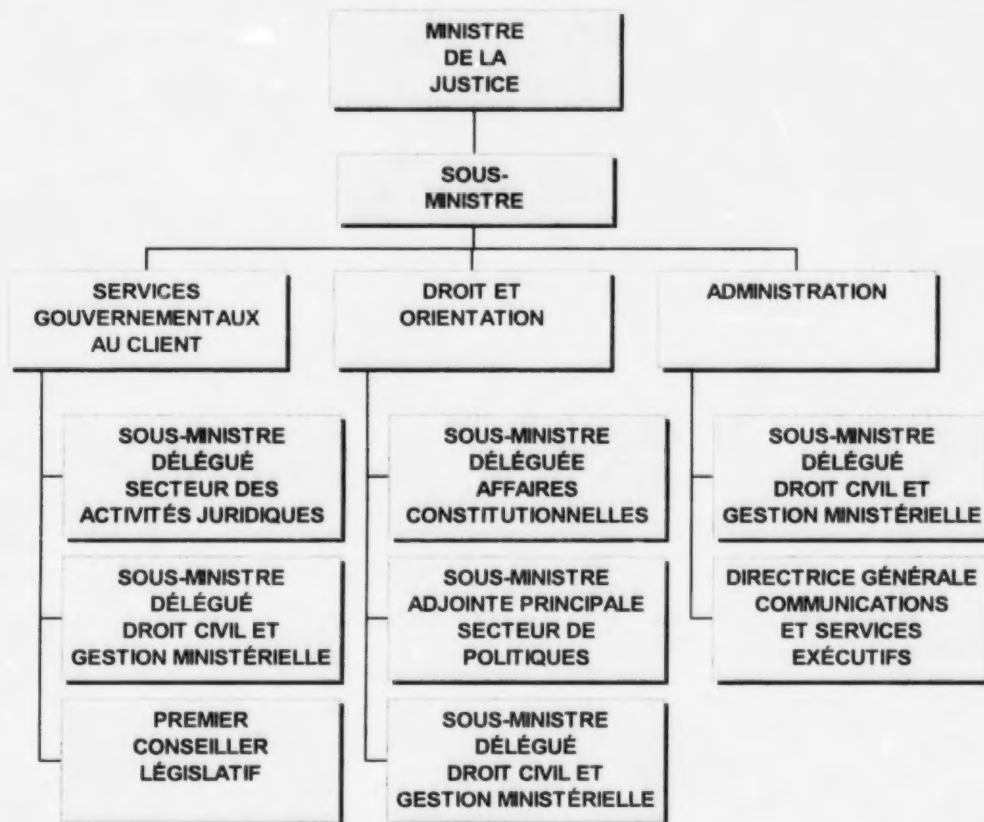 MINISTRE
DE LA
JUSTICE
SOUS-
MINISTRE
SERVICES
GOUVERNEMENTAUX
AU CLIENT
DROIT ET
ORIENTATION
ADMINISTRATION
SOUS-MINISTRE
DÉLÉGUÉ
SECTEUR DES
ACTIVITÉS JURIDIQUES
SOUS-MINISTRE
DÉLÉGUÉ
DROIT CIVIL ET
GESTION MINISTÉRIELLE
PREMIER
CONSEILLER
LÉGISLATIF
SOUS-MINISTRE
DÉLÉGUÉE
AFFAIRES
CONSTITUTIONNELLES
SOUS-MINISTRE
ADJOINTE PRINCIPALE
SECTEUR DE
POLITIQUES
SOUS-MINISTRE
DÉLÉGUÉ
DROIT CIVIL ET
GESTION MINISTÉRIELLE
SOUS-MINISTRE
DÉLÉGUÉ
DROIT CIVIL ET
GESTION MINISTÉRIELLE
DIRECTRICE GÉNÉRALE
COMMUNICATIONS
ET SERVICES
EXÉCUTIFS